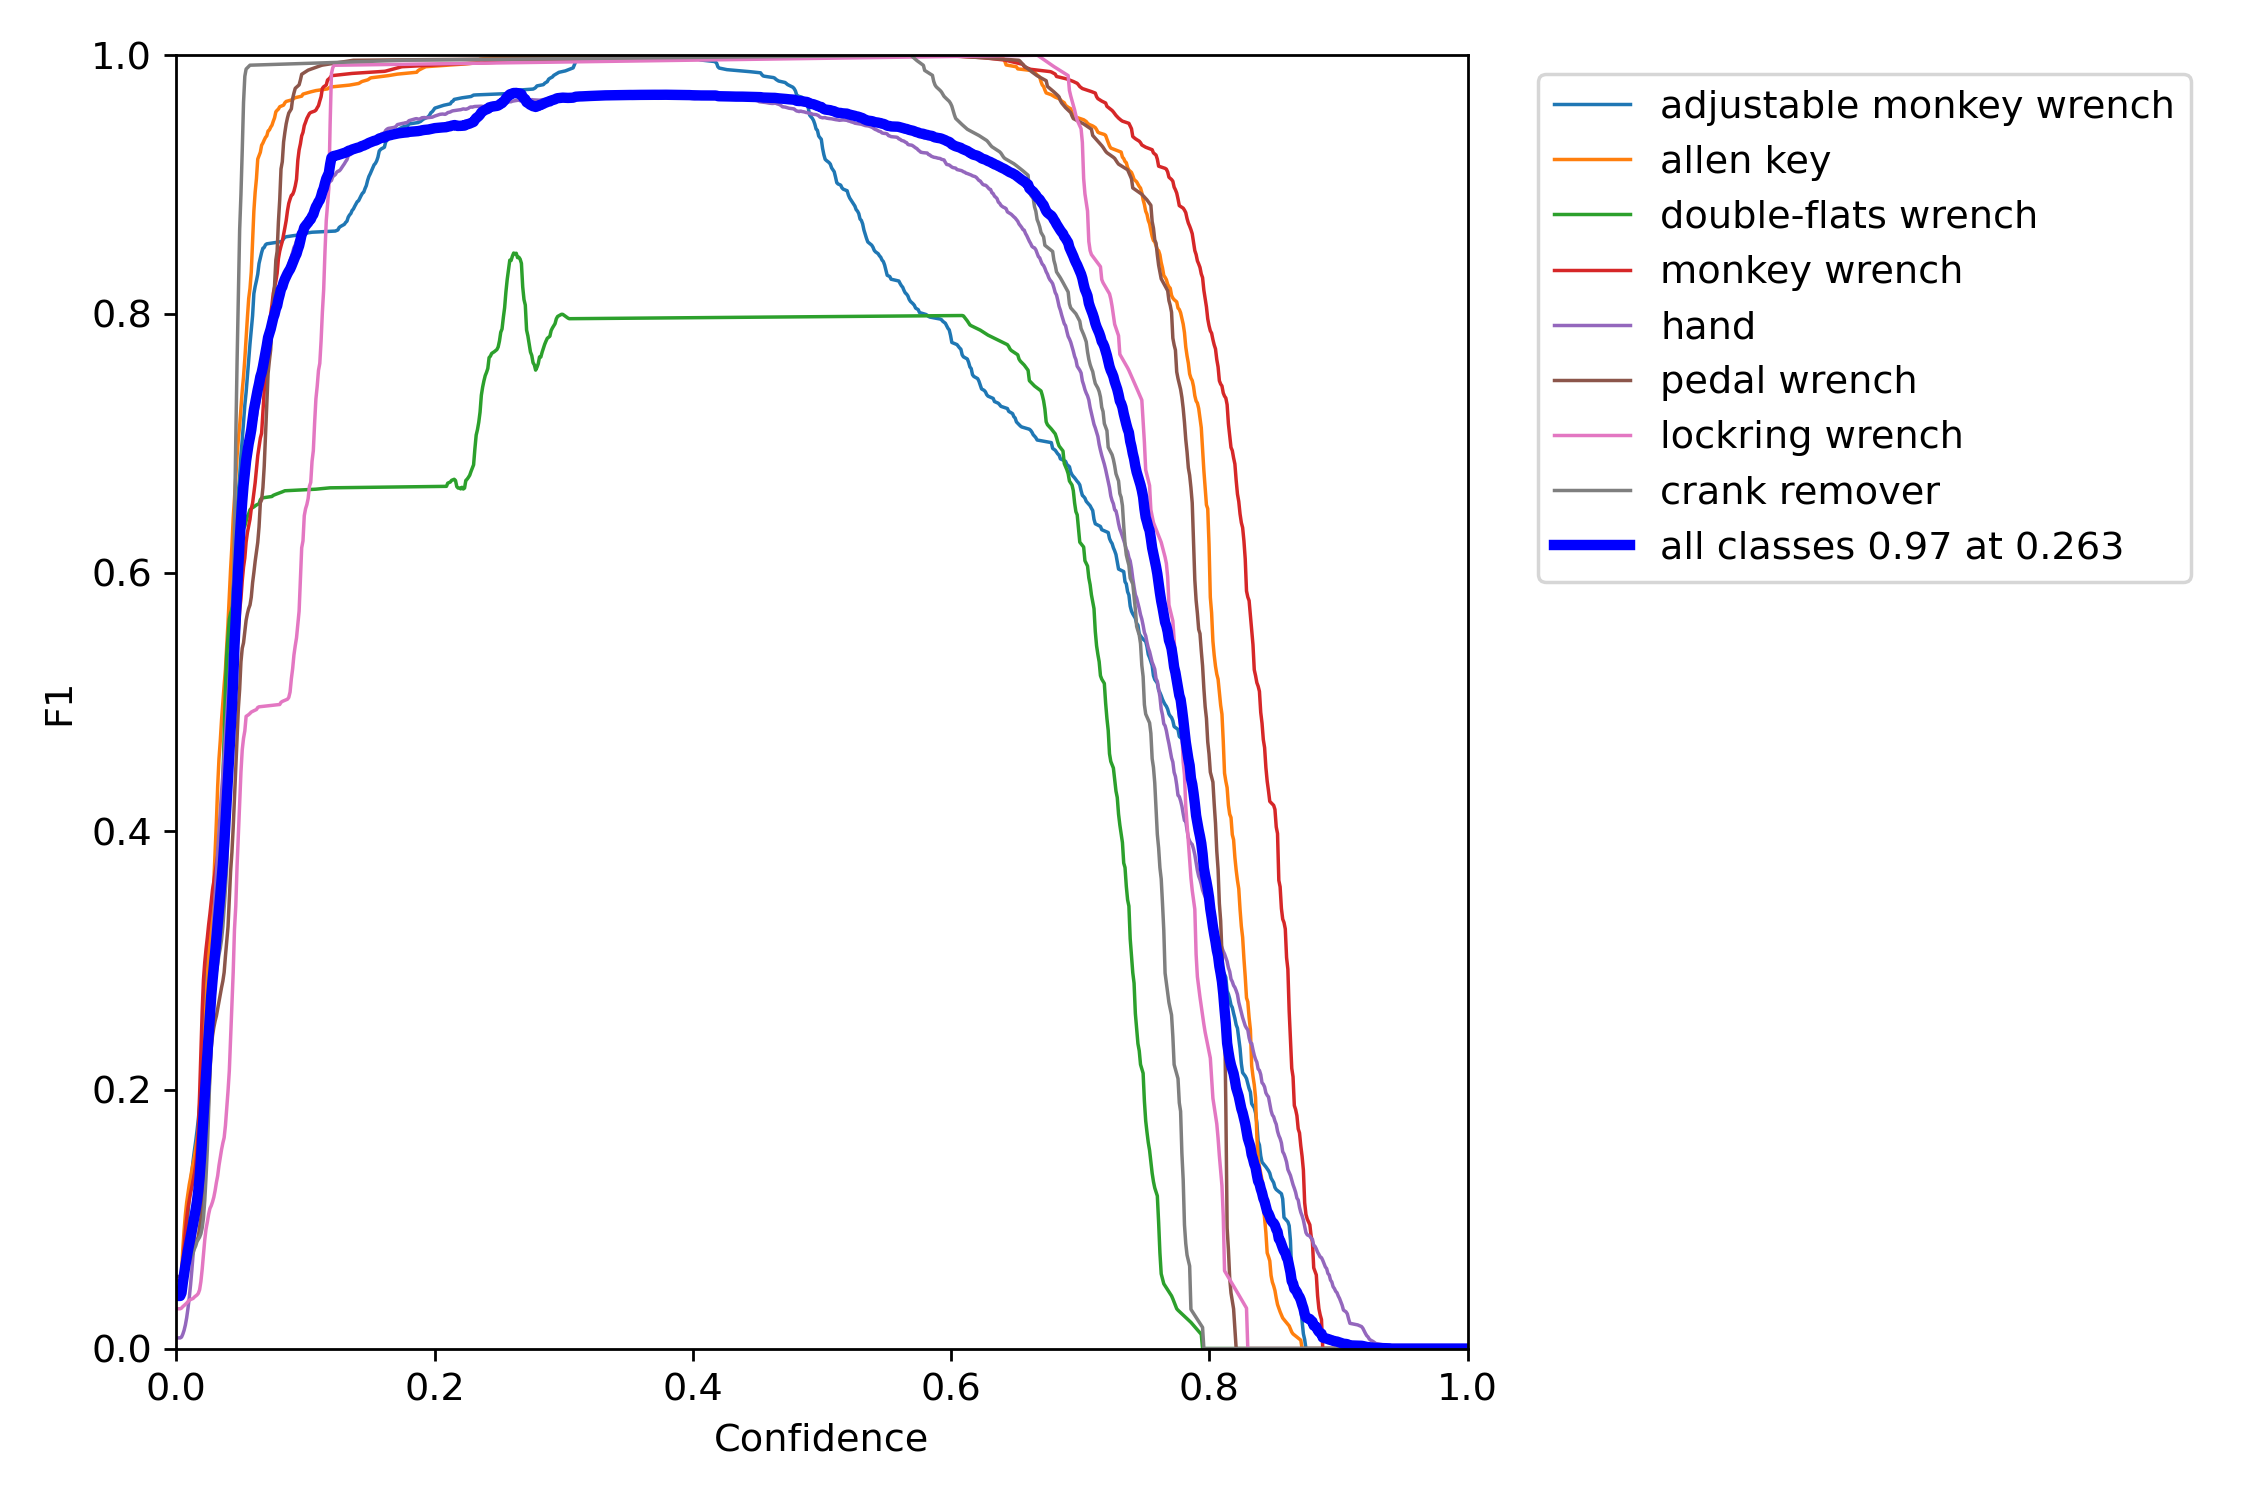 1.0
0.8
0.6
0.4
0.2
0.0
F1
0.0 0.2 0.4 0.6 0.8 1.0
Confidence
adjustable monkey wrench
allen key
double-flats wrench
monkey wrench
hand
pedal wrench
lockring wrench
crank remover
all classes 0.97 at 0.263